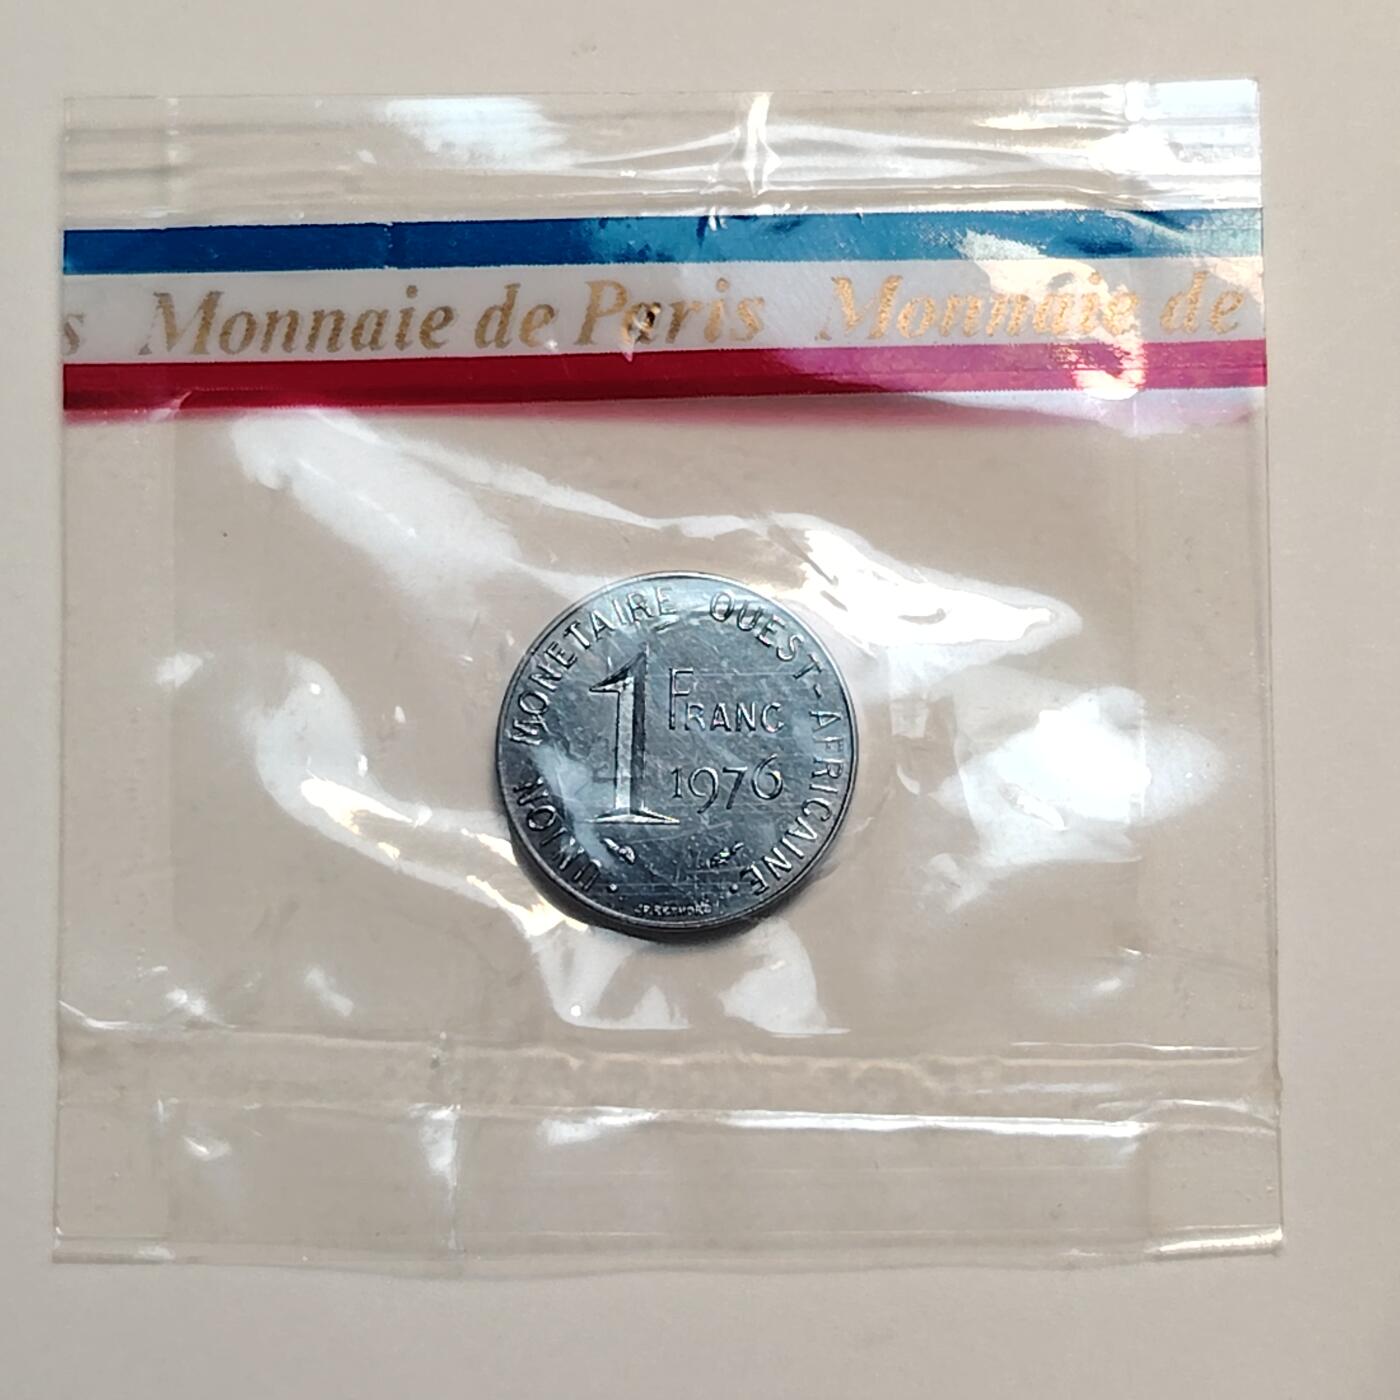 s Monnaie de Paris Monnaie de
· UNION MONETAIRE OUEST-AFRICAINE ·
1 FRANC
1976